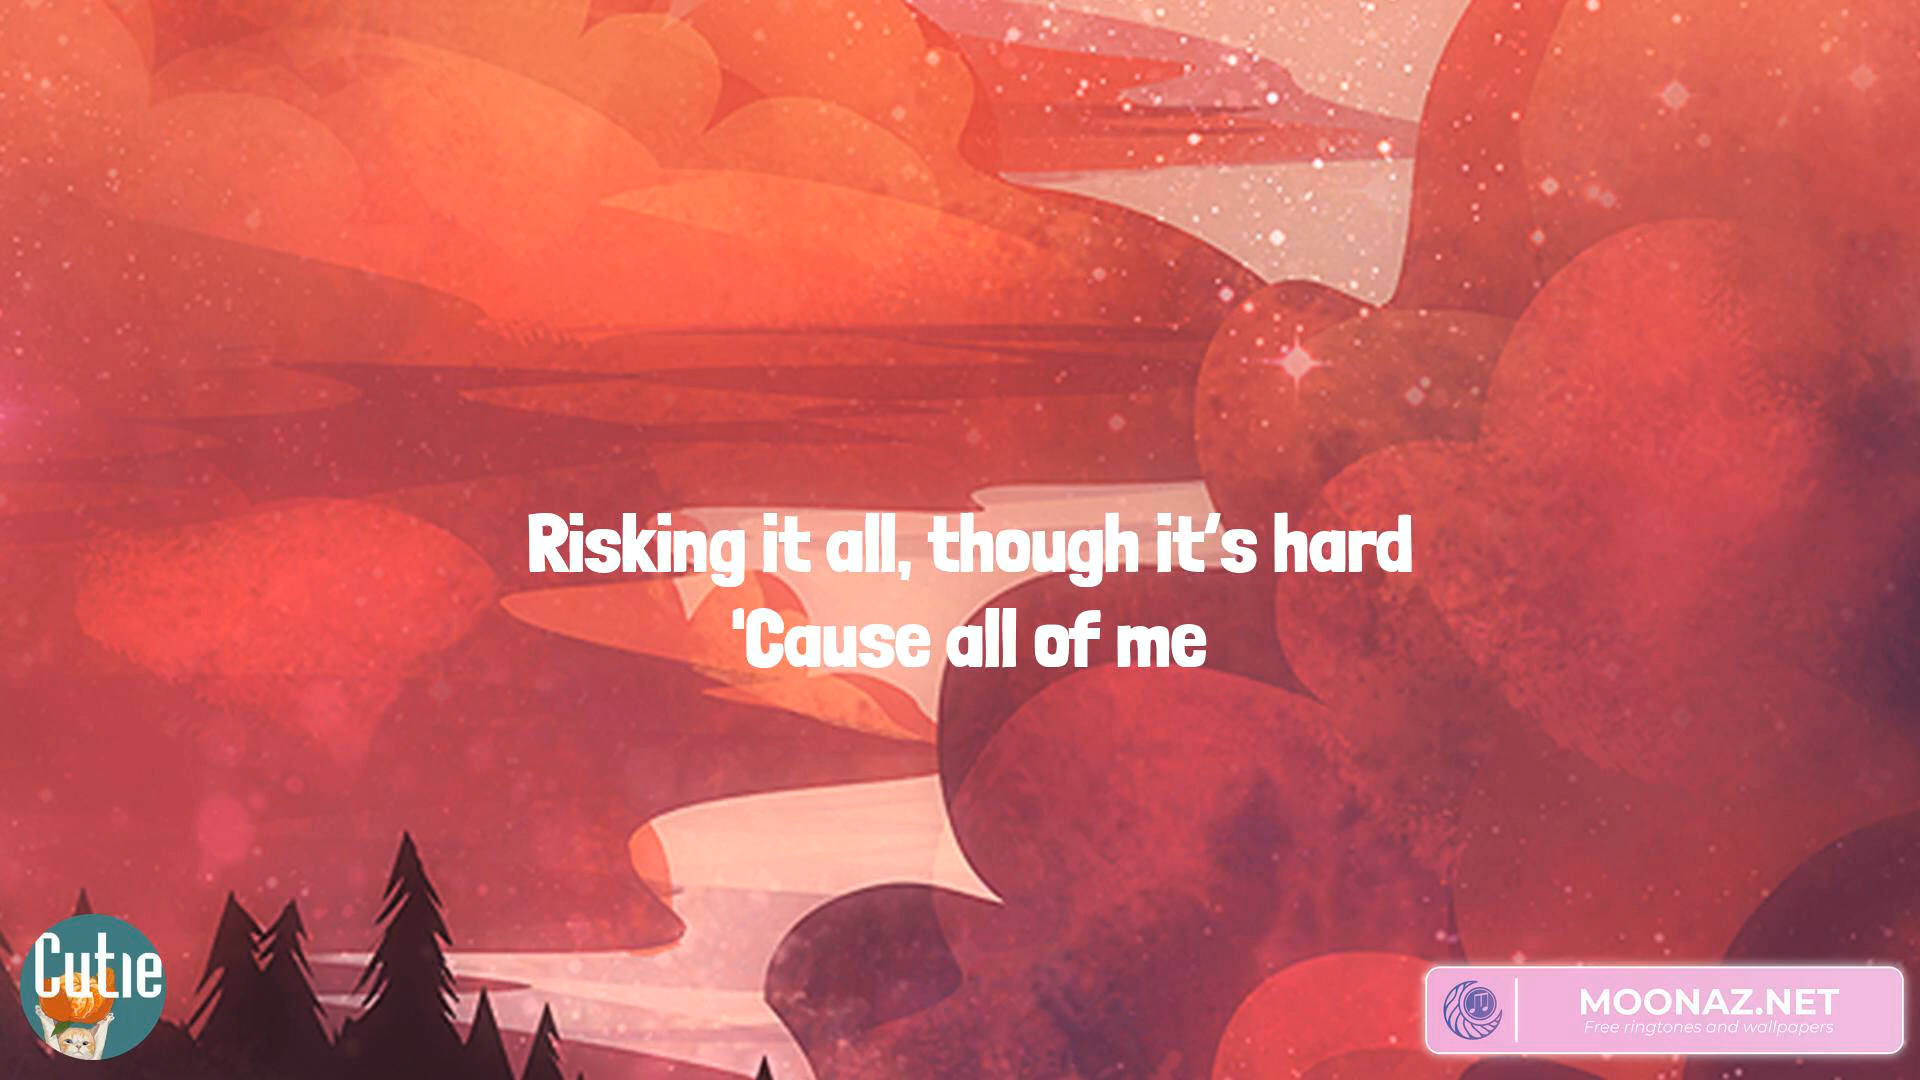 Risking it all, though it's hard
'Cause all of me
Cutie
MOONAZ.NET
Free ringtones and wallpapers